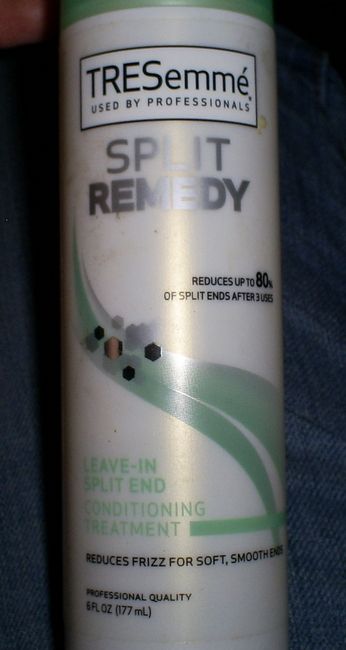 TRESemmé
USED BY PROFESSIONALS
SPLIT
REMEDY
REDUCES UP TO 80%
OF SPLIT ENDS AFTER 3 USES
LEAVE-IN
SPLIT END
CONDITIONING
TREATMENT
REDUCES FRIZZ FOR SOFT, SMOOTH ENDS
PROFESSIONAL QUALITY
6 FL OZ (177 mL)